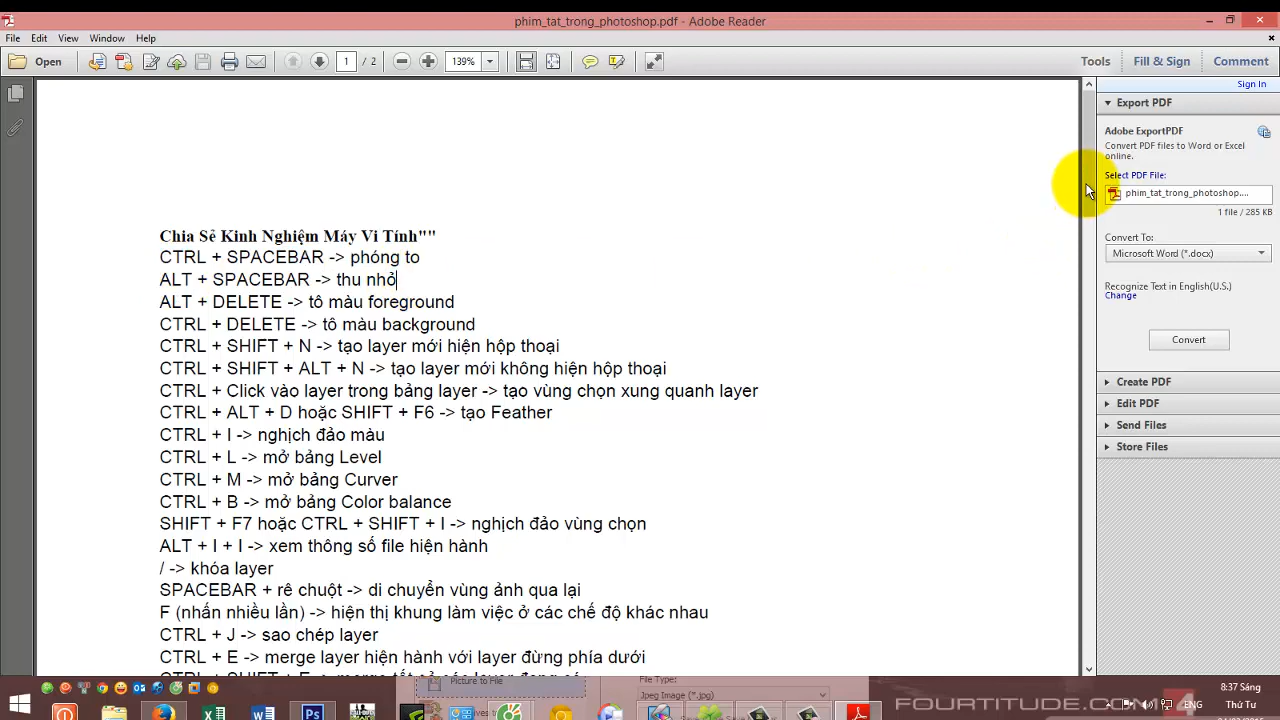 phim_tat_trong_photoshop.pdf - Adobe Reader
File Edit View Window Help
Open 1 / 2 139% Tools Fill & Sign Comment
Sign In
Export PDF
Adobe ExportPDF
Convert PDF files to Word or Excel
online.
Select PDF File:
phim_tat_trong_photoshop....
1 file / 285 KB
Convert To:
Microsoft Word (*.docx)
Recognize Text in English(U.S.)
Change
Convert
Create PDF
Edit PDF
Send Files
Store Files
Chia Sẻ Kinh Nghiệm Máy Vi Tính""
CTRL + SPACEBAR -> phóng to
ALT + SPACEBAR -> thu nhỏ
ALT + DELETE -> tô màu foreground
CTRL + DELETE -> tô màu background
CTRL + SHIFT + N -> tạo layer mới hiện hộp thoại
CTRL + SHIFT + ALT + N -> tạo layer mới không hiện hộp thoại
CTRL + Click vào layer trong bảng layer -> tạo vùng chọn xung quanh layer
CTRL + ALT + D hoặc SHIFT + F6 -> tạo Feather
CTRL + I -> nghịch đảo màu
CTRL + L -> mở bảng Level
CTRL + M -> mở bảng Curver
CTRL + B -> mở bảng Color balance
SHIFT + F7 hoặc CTRL + SHIFT + I -> nghịch đảo vùng chọn
ALT + I + I -> xem thông số file hiện hành
/ -> khóa layer
SPACEBAR + rê chuột -> di chuyển vùng ảnh qua lại
F (nhấn nhiều lần) -> hiện thị khung làm việc ở các chế độ khác nhau
CTRL + J -> sao chép layer
CTRL + E -> merge layer hiện hành với layer đừng phía dưới
Picture to File
File Type:
Jpeg Image (*.jpg)
FOURTITUDE.COM
8:37 Sáng
Thứ Tư